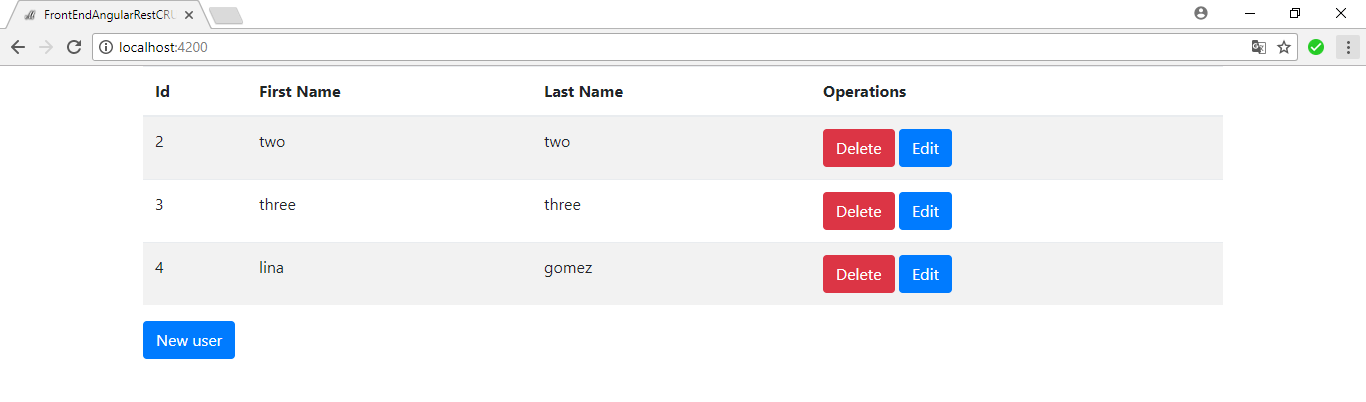 FrontEndAngularRestCRU
localhost:4200
Id First Name Last Name Operations
2 two two Delete Edit
3 three three Delete Edit
4 lina gomez Delete Edit
New user